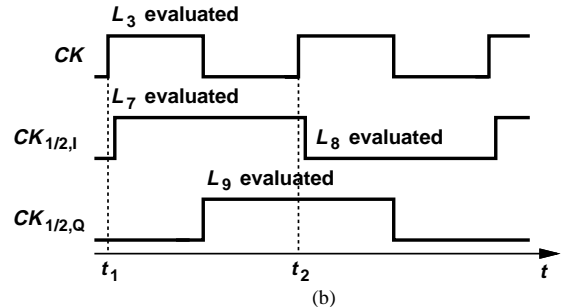 L3 evaluated
CK
L7 evaluated
CK1/2,I
L8 evaluated
L9 evaluated
CK1/2,Q
t1 t2 t
(b)